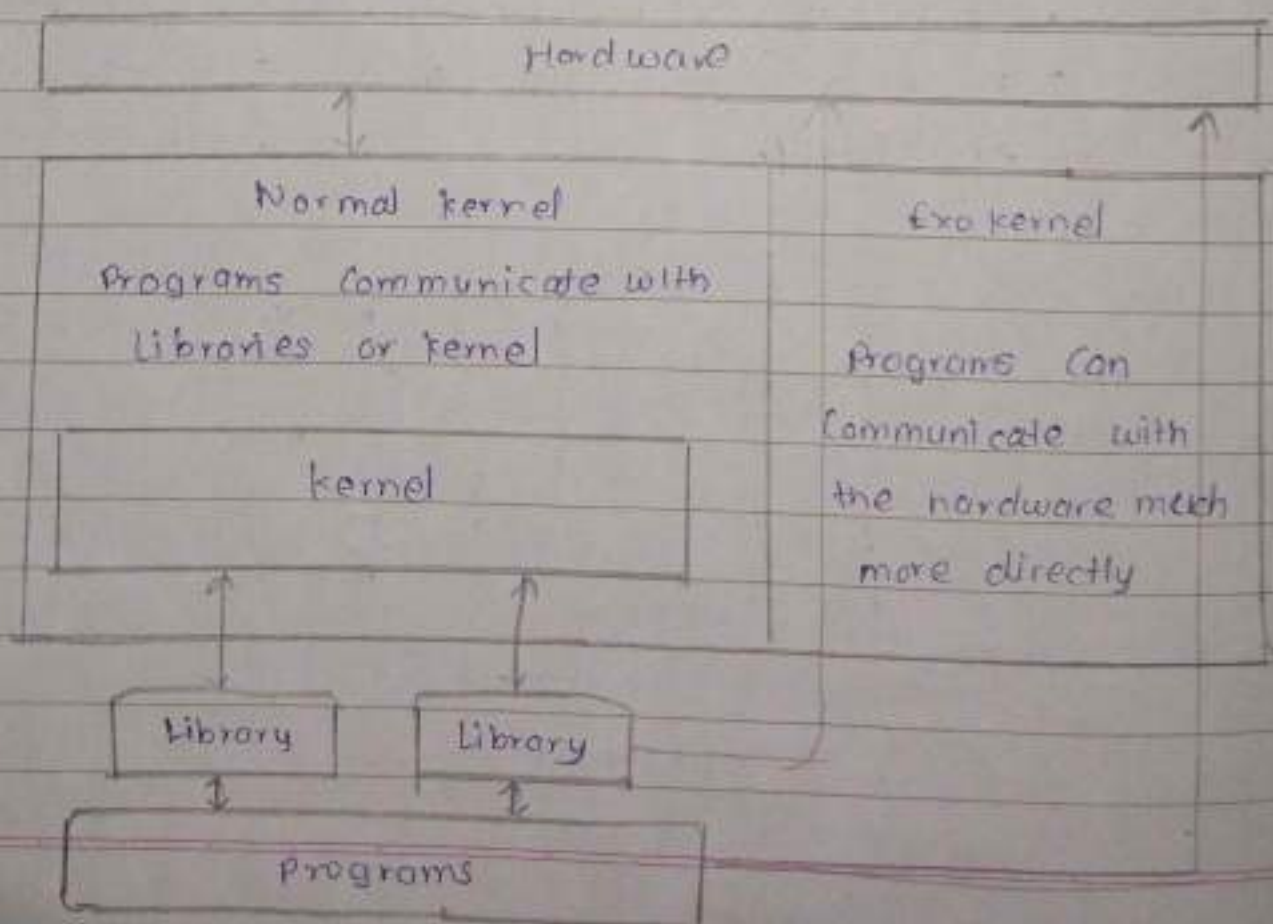 Hardware
Normal kernel
Programs Communicate with
Libraries or kernel
kernel
Exo kernel
Programs Can
Communicate with
the hardware much
more directly
Library
Library
Programs